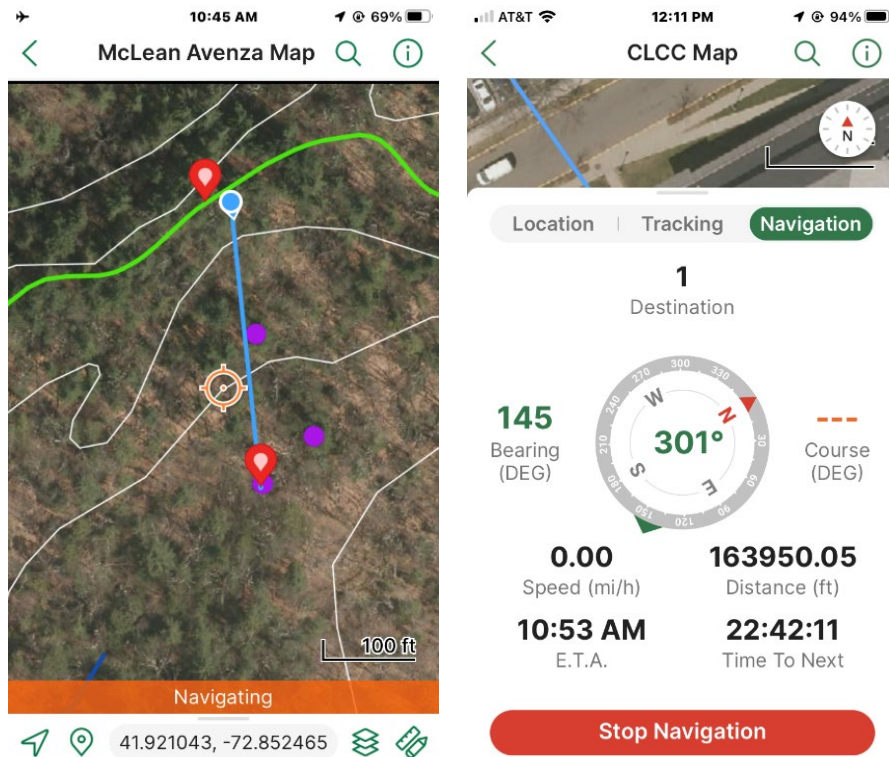 10:45 AM
69%
McLean Avenza Map
100 ft
Navigating
41.921043, -72.852465
AT&T
12:11 PM
94%
CLCC Map
N
Location | Tracking Navigation
1
Destination
300
330
30
60
90
120
150
180
210
240
270
N
E
S
W
301°
145
Bearing
(DEG)
---
Course
(DEG)
0.00
Speed (mi/h)
163950.05
Distance (ft)
10:53 AM
E.T.A.
22:42:11
Time To Next
Stop Navigation